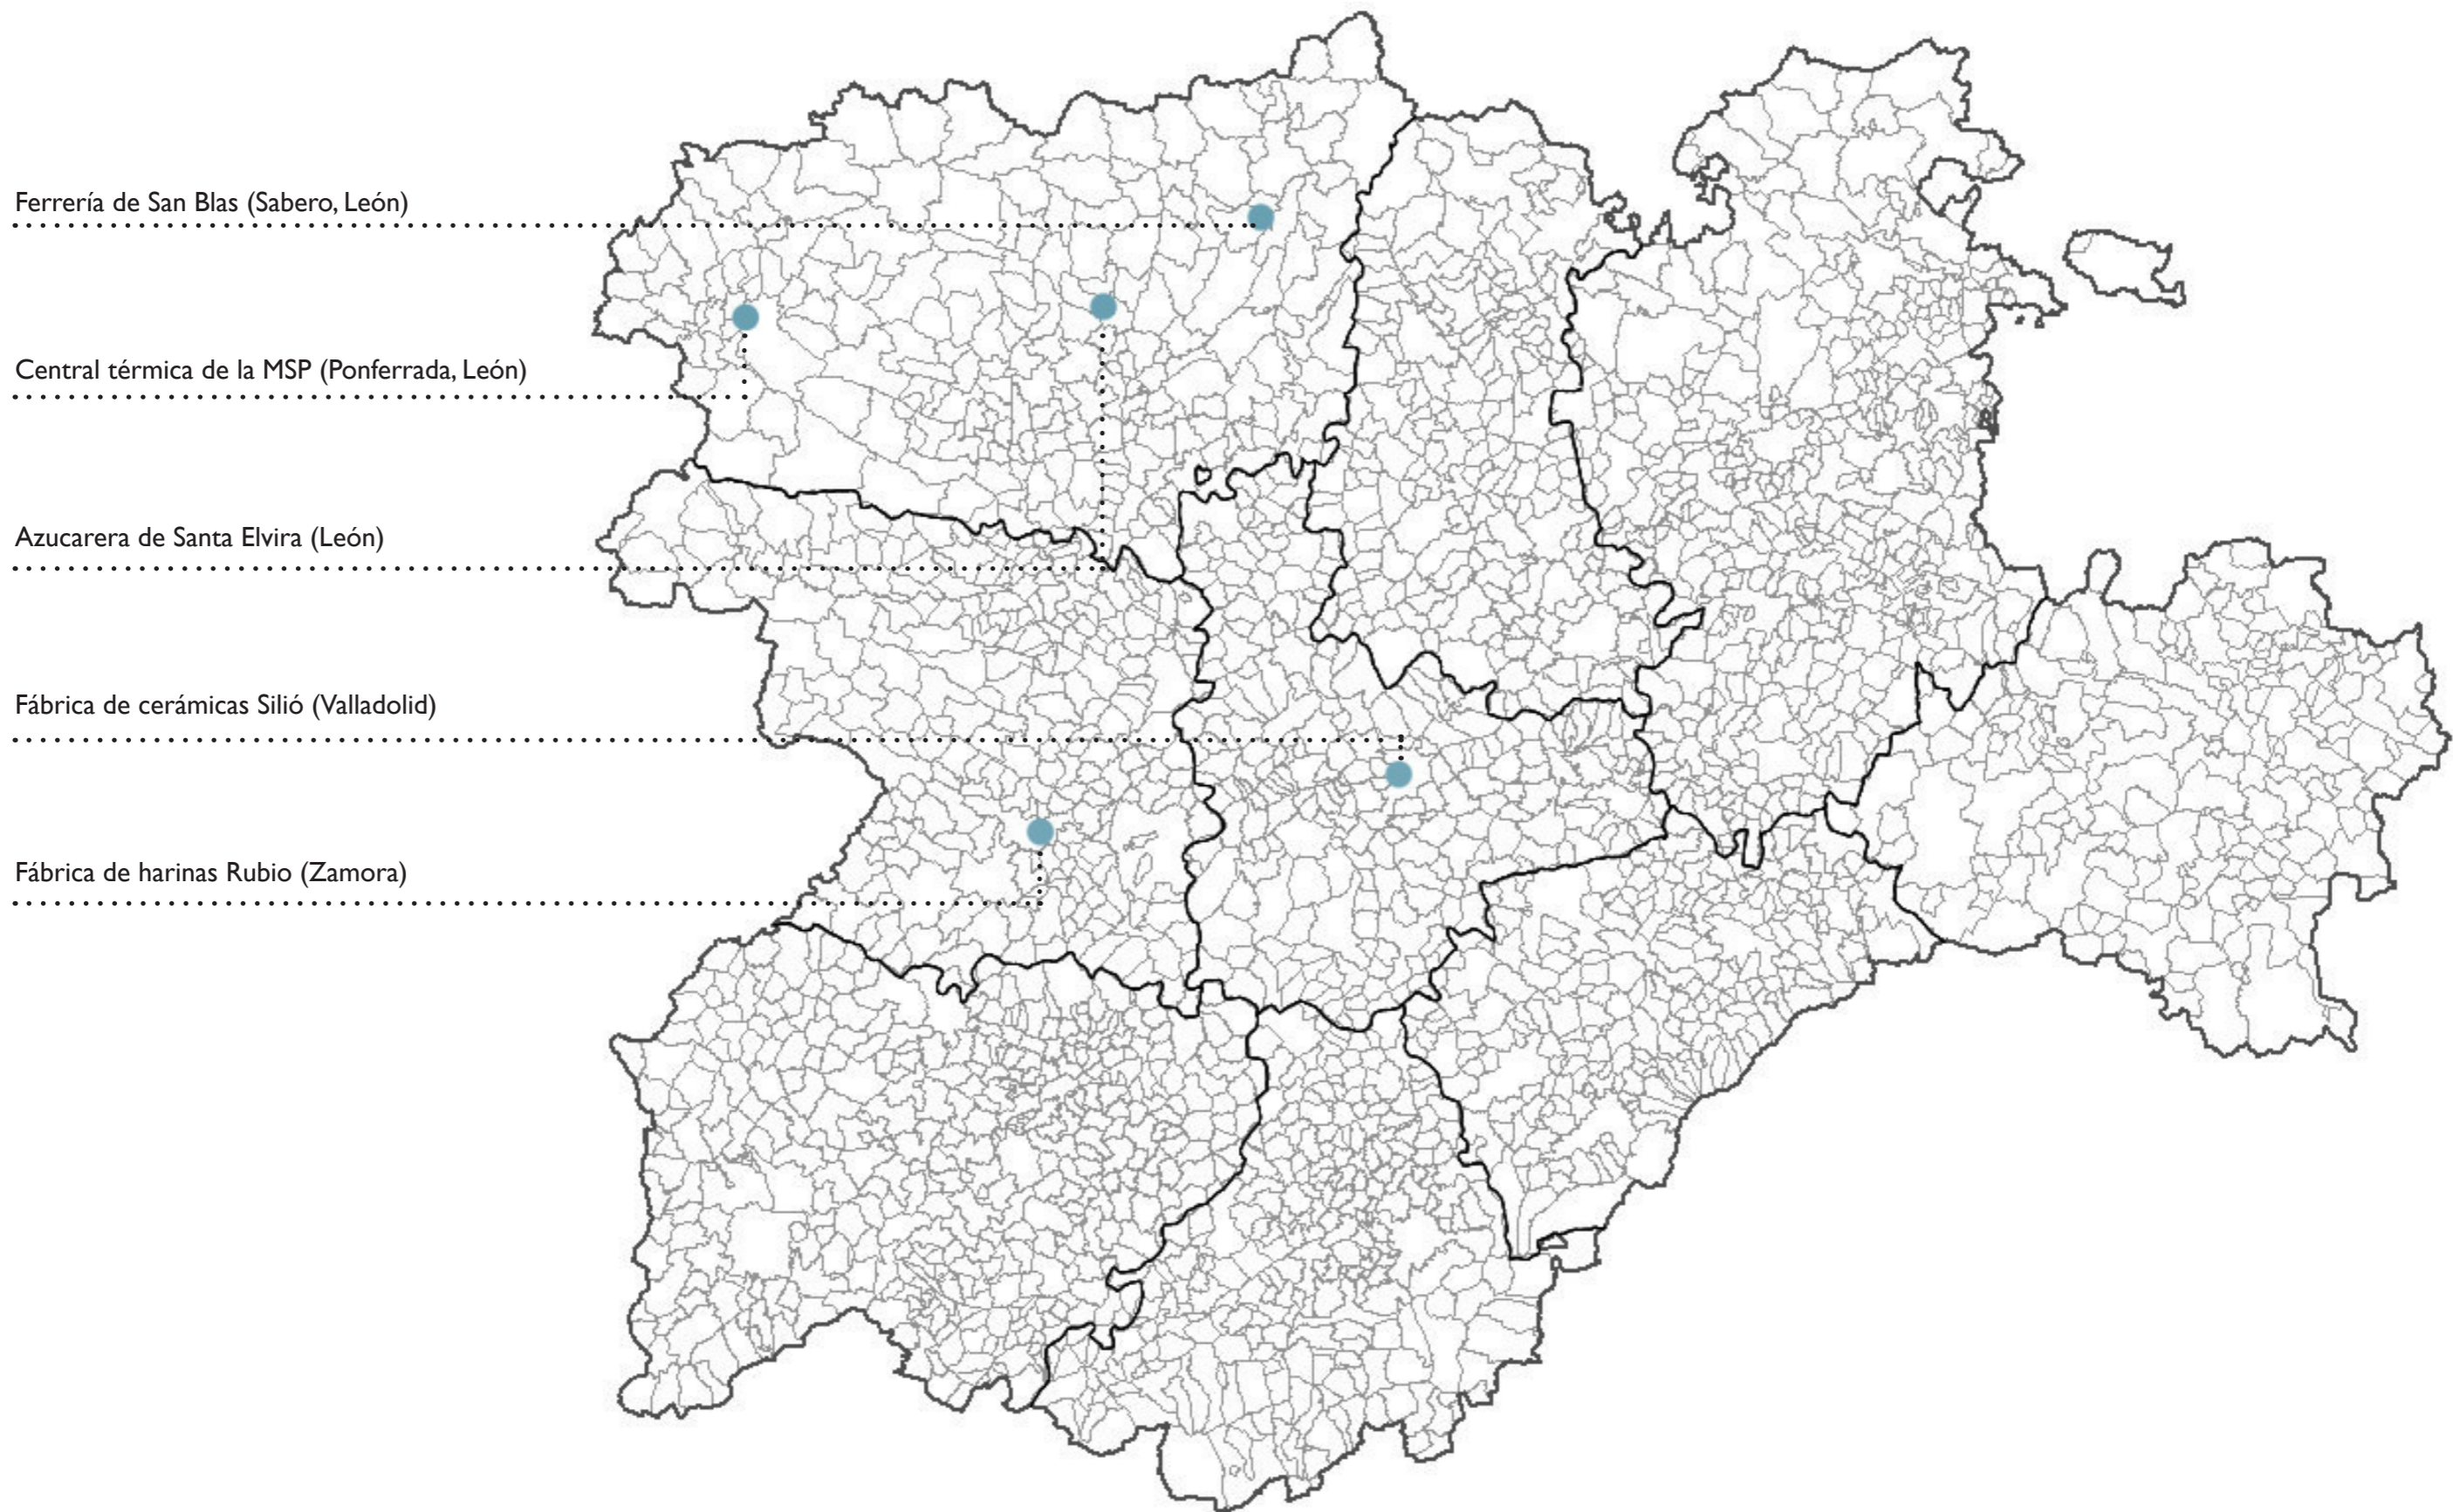 Ferrería de San Blas (Sabero, León)
Central térmica de la MSP (Ponferrada, León)
Azucarera de Santa Elvira (León)
Fábrica de cerámicas Silió (Valladolid)
Fábrica de harinas Rubio (Zamora)